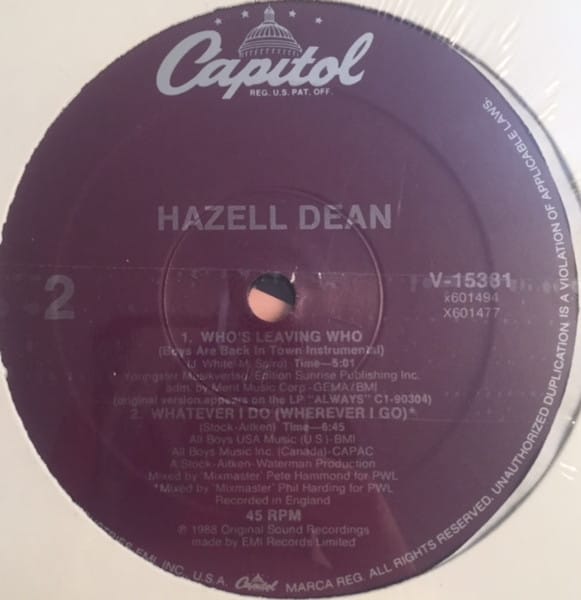 Capitol
REG. U.S. PAT. OFF.
HAZELL DEAN
2
V-15381
x601494
X601477
1. WHO'S LEAVING WHO
(Boys Are Back In Town Instrumental)
(J. White-M. Spiro) Time—5:01
Youngster Musikverlag/Edition Sunrise Publishing Inc.
adm. by Merit Music Corp.-GEMA/BMI
(original version appears on the LP "ALWAYS" C1-90304)
2. WHATEVER I DO (WHEREVER I GO)*
(Stock-Aitken) Time—6:45
All Boys USA Music (U.S.)-BMI
All Boys Music Inc. (Canada)-CAPAC
A Stock-Aitken-Waterman Production
Mixed by 'Mixmaster' Pete Hammond for PWL
*Mixed by 'Mixmaster' Phil Harding for PWL
Recorded in England
45 RPM
℗ 1988 Original Sound Recordings
made by EMI Records Limited
EMI, INC. U.S.A. Capitol MARCA REG. ALL RIGHTS RESERVED. UNAUTHORIZED DUPLICATION IS A VIOLATION OF APPLICABLE LAWS.